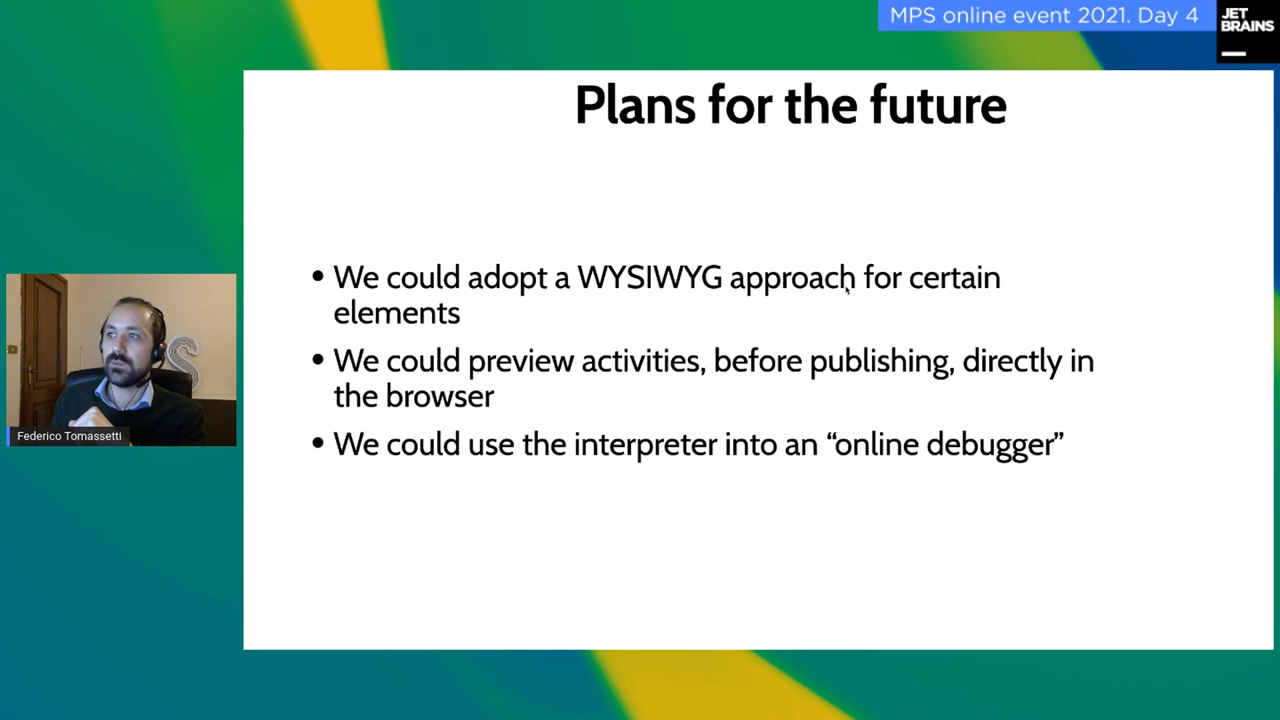 MPS online event 2021. Day 4
JET
BRAINS
Plans for the future
• We could adopt a WYSIWYG approach for certain
elements
• We could preview activities, before publishing, directly in
the browser
• We could use the interpreter into an “online debugger”
Federico Tomassetti